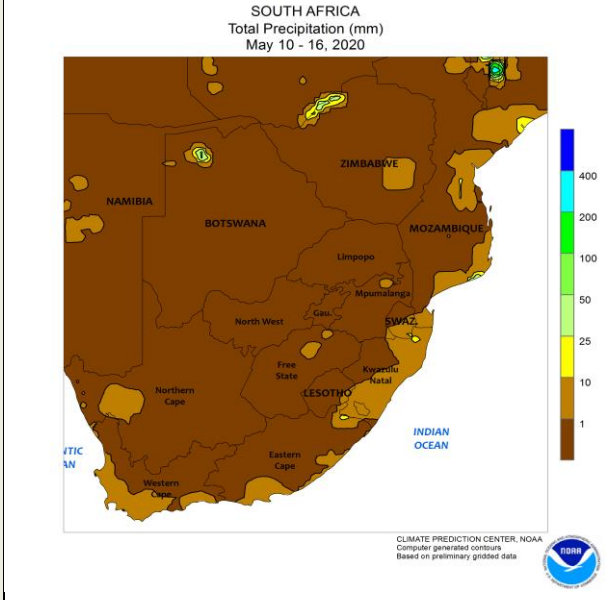 SOUTH AFRICA
Total Precipitation (mm)
May 10 - 16, 2020
ZIMBABWE
NAMIBIA
BOTSWANA
MOZAMBIQUE
Limpopo
Mpumalanga
North West
Gau.
SWAZ.
Free
State
Kwazulu
Natal
Northern
Cape
LESOTHO
INDIAN
OCEAN
NTIC
AN
Eastern
Cape
Western
Cape
400
200
100
50
25
10
1
CLIMATE PREDICTION CENTER, NOAA
Computer generated contours
Based on preliminary gridded data
NOAA